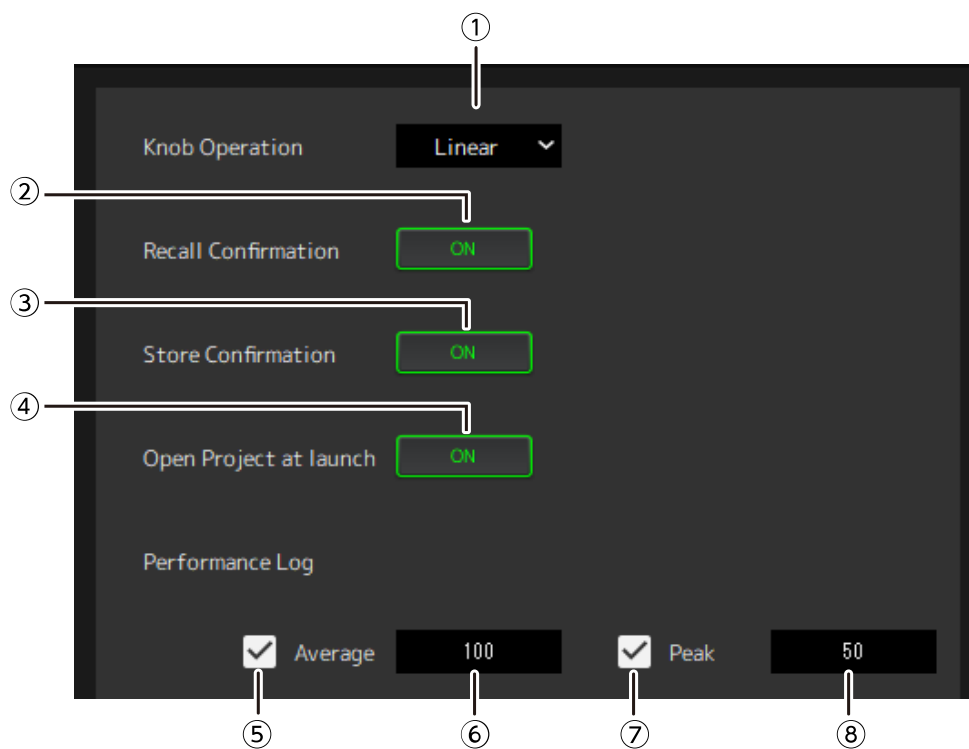 ①
Knob Operation Linear
②
Recall Confirmation ON
③
Store Confirmation ON
④
Open Project at launch ON
Performance Log
Average 100 Peak 50
⑤ ⑥ ⑦ ⑧